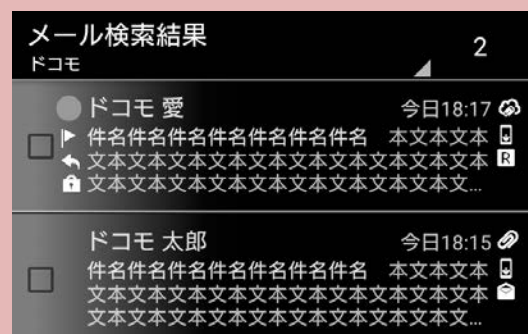 メール検索結果
2
ドコモ
ドコモ 愛 今日18:17
件名件名件名件名件名件名件名 本文本文本
文本文本文本文本文本文本文本文本文本 R
文本文本文本文本文本文本文本文本文...
ドコモ 太郎 今日18:15
件名件名件名件名件名件名件名 本文本文本
文本文本文本文本文本文本文本文本文本
文本文本文本文本文本文本文本文本文...